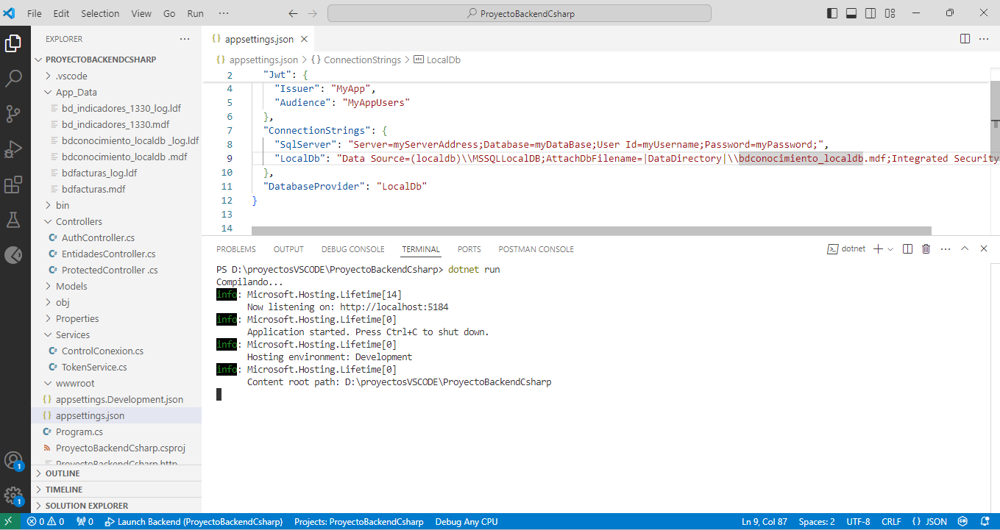 File Edit Selection View Go Run ··· ProyectoBackendCsharp
EXPLORER ···
PROYECTOBACKENDCSHARP
.vscode
App_Data
bd_indicadores_1330_log.ldf
bd_indicadores_1330.mdf
bdconocimiento_localdb _log.ldf
bdconocimiento_localdb .mdf
bdfacturas_log.ldf
bdfacturas.mdf
bin
Controllers
AuthController.cs
EntidadesController.cs
ProtectedController .cs
Models
obj
Properties
Services
ControlConexion.cs
TokenService.cs
wwwroot
{} appsettings.Development.json
{} appsettings.json
Program.cs
ProyectoBackendCsharp.csproj
ProyectoBackendCsharp.http
OUTLINE
TIMELINE
SOLUTION EXPLORER
{} appsettings.json
{} appsettings.json > {} ConnectionStrings > abc LocalDb
2 "Jwt": {
4 "Issuer": "MyApp",
5 "Audience": "MyAppUsers"
6 },
7 "ConnectionStrings": {
8 "SqlServer": "Server=myServerAddress;Database=myDataBase;User Id=myUsername;Password=myPassword;",
9 "LocalDb": "Data Source=(localdb)\\MSSQLLocalDB;AttachDbFilename=|DataDirectory|\\bdconocimiento_localdb.mdf;Integrated Security
10 },
11 "DatabaseProvider": "LocalDb"
12 }
13
14
PROBLEMS OUTPUT DEBUG CONSOLE TERMINAL PORTS POSTMAN CONSOLE dotnet
PS D:\proyectosVSCODE\ProyectoBackendCsharp> dotnet run
Compilando...
info: Microsoft.Hosting.Lifetime[14]
Now listening on: http://localhost:5184
info: Microsoft.Hosting.Lifetime[0]
Application started. Press Ctrl+C to shut down.
info: Microsoft.Hosting.Lifetime[0]
Hosting environment: Development
info: Microsoft.Hosting.Lifetime[0]
Content root path: D:\proyectosVSCODE\ProyectoBackendCsharp
1
1
0 0 0 Launch Backend (ProyectoBackendCsharp) Projects: ProyectoBackendCsharp Debug Any CPU Ln 9, Col 87 Spaces: 2 UTF-8 CRLF {} JSON